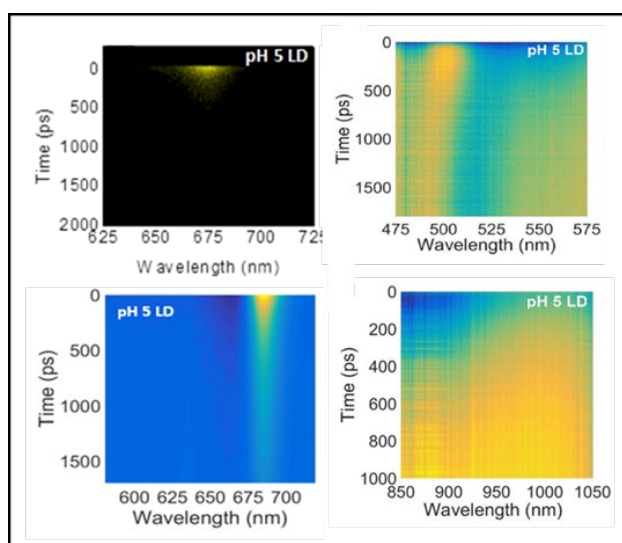 pH 5 LD
0
500
1000
1500
2000
Time (ps)
625 650 675 700 725
Wavelength (nm)
pH 5 LD
0
500
1000
1500
Time (ps)
475 500 525 550 575
Wavelength (nm)
pH 5 LD
0
500
1000
1500
Time (ps)
600 625 650 675 700
Wavelength (nm)
pH 5 LD
0
200
400
600
800
1000
Time (ps)
850 900 950 1000 1050
Wavelength (nm)